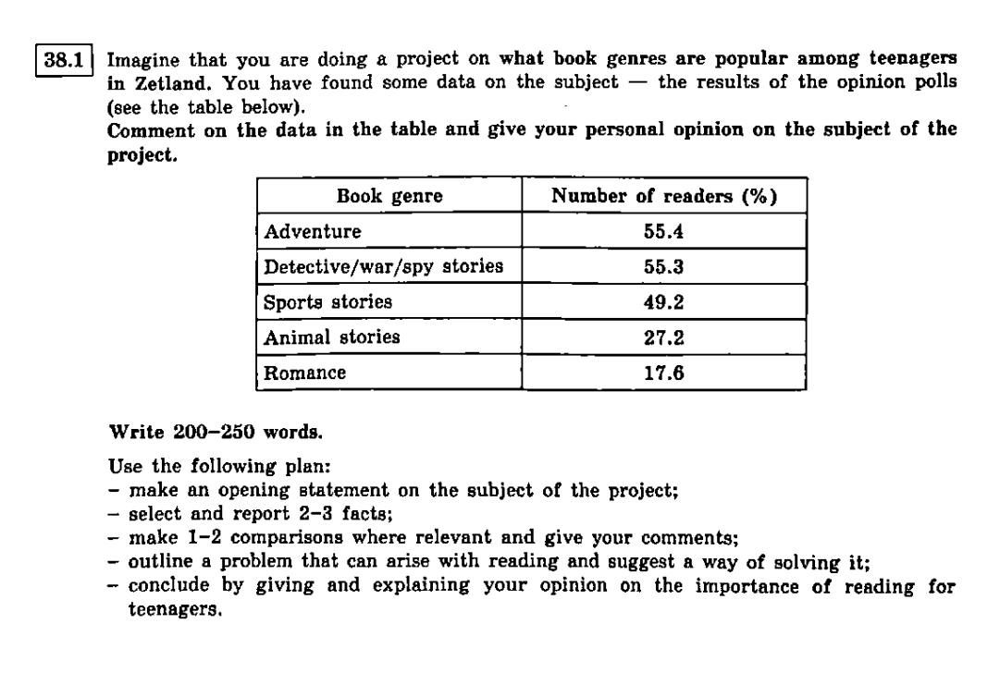 38.1 Imagine that you are doing a project on what book genres are popular among teenagers
in Zetland. You have found some data on the subject — the results of the opinion polls
(see the table below).
Comment on the data in the table and give your personal opinion on the subject of the
project.
Book genre Number of readers (%)
Adventure 55.4
Detective/war/spy stories 55.3
Sports stories 49.2
Animal stories 27.2
Romance 17.6
Write 200–250 words.
Use the following plan:
– make an opening statement on the subject of the project;
– select and report 2–3 facts;
– make 1–2 comparisons where relevant and give your comments;
– outline a problem that can arise with reading and suggest a way of solving it;
– conclude by giving and explaining your opinion on the importance of reading for
teenagers.